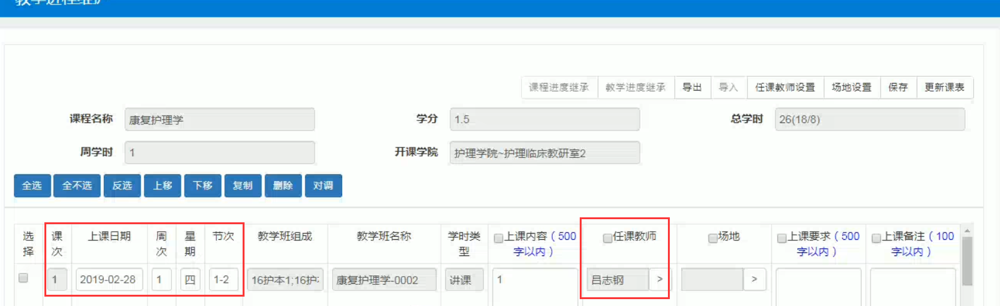 教学进程维护
课程进度继承 教学进度继承 导出 导入 任课教师设置 场地设置 保存 更新课表
课程名称 康复护理学 学分 1.5 总学时 26(18/8)
周学时 1 开课学院 护理学院~护理临床教研室2
全选 全不选 反选 上移 下移 复制 删除 对调
选择 课次 上课日期 周次 星期 节次 教学班组成 教学班名称 学时类型 上课内容（500字以内） 任课教师 场地 上课要求（500字以内） 上课备注（100字以内）
1 2019-02-28 1 四 1-2 16护本1;16护 康复护理学-0002 讲课 1 吕志钢 > >